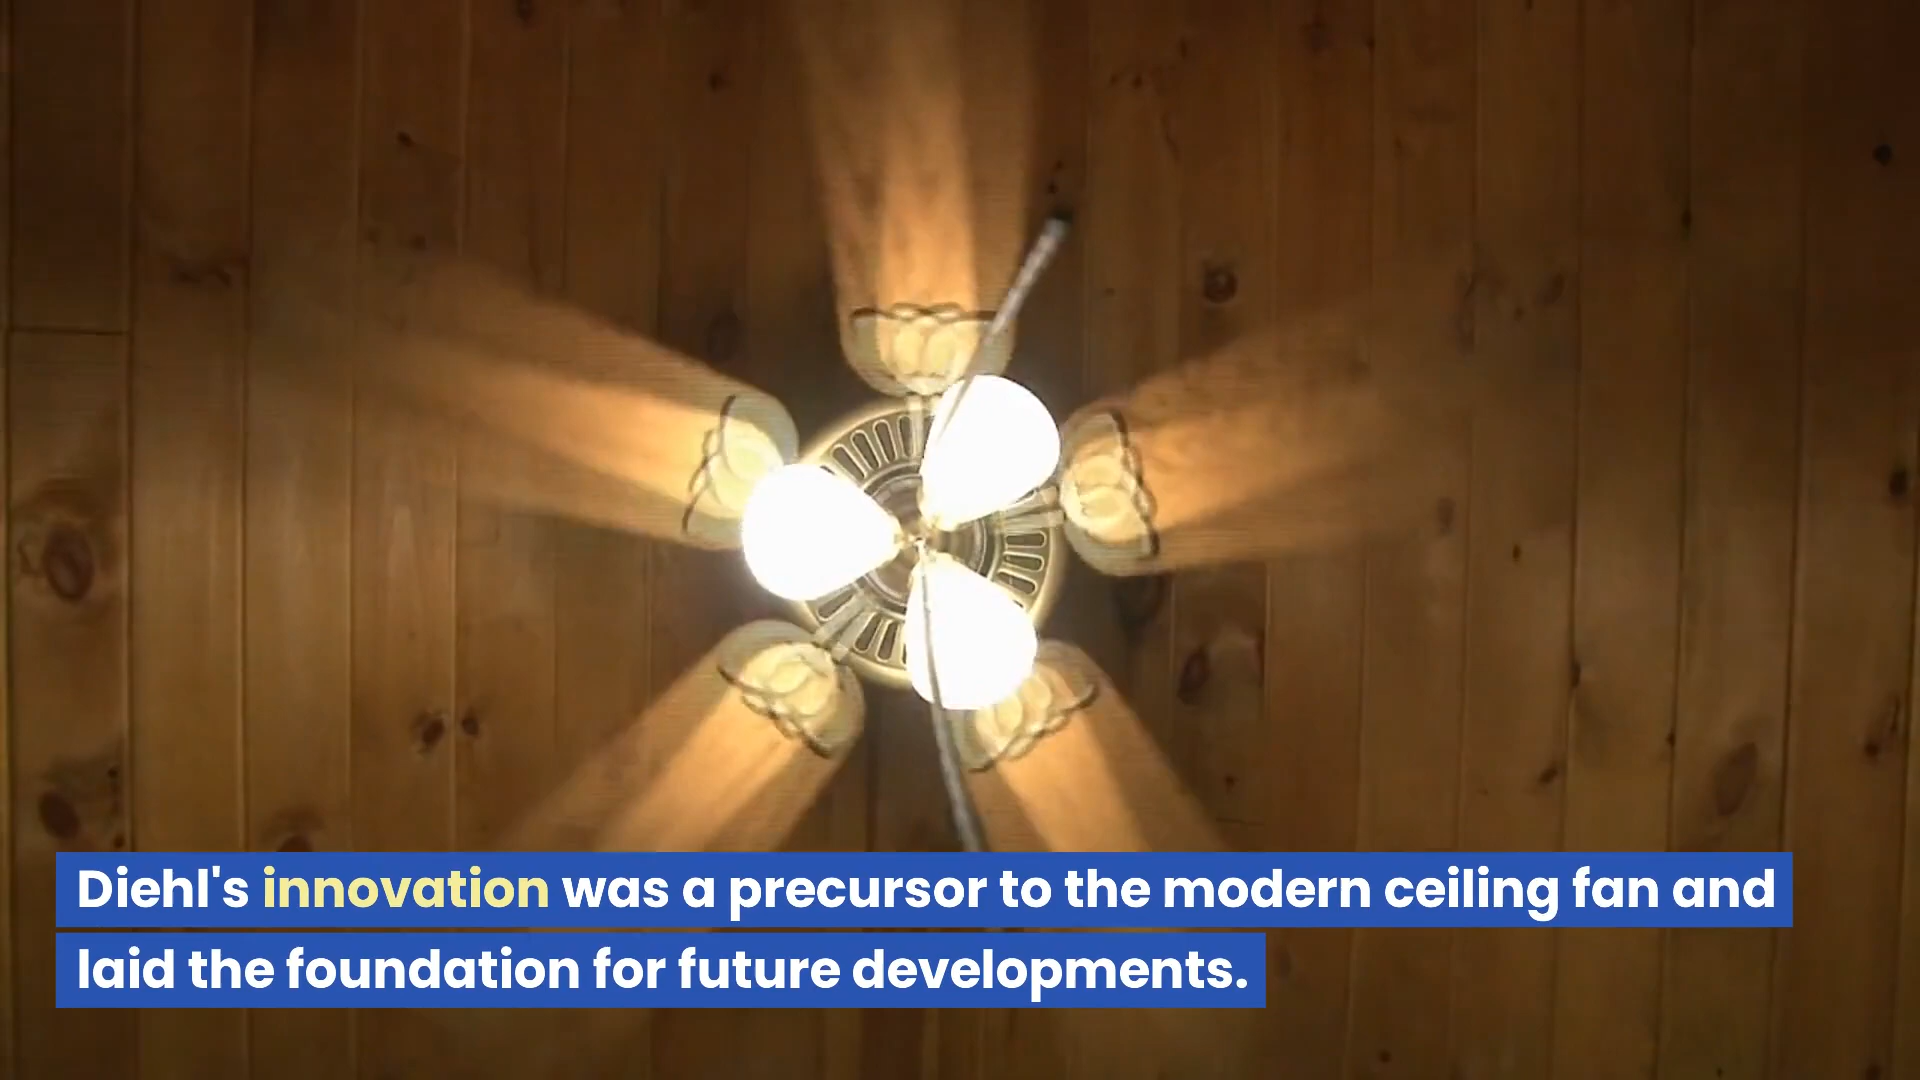 Diehl's innovation was a precursor to the modern ceiling fan and
laid the foundation for future developments.